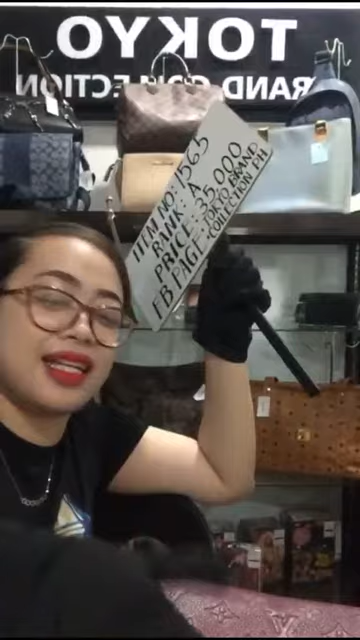 TOKYO
BRAND COLLECTION
ITEM NO: 1563
RANK: A
PRICE: 35,000
FB PAGE: TOKYO BRAND
COLLECTION PH